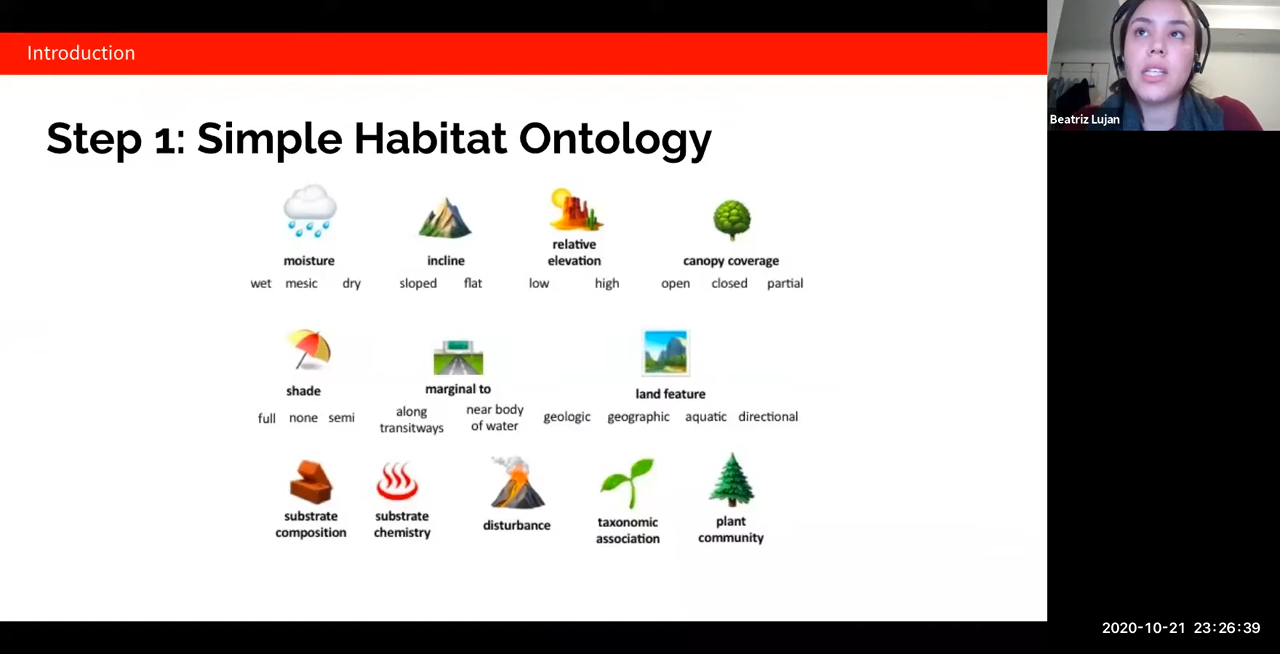 Introduction
Beatriz Lujan
Step 1: Simple Habitat Ontology
moisture
wet mesic dry
incline
sloped flat
relative
elevation
low high
canopy coverage
open closed partial
shade
full none semi
marginal to
along
transitways
near body
of water
land feature
geologic geographic aquatic directional
substrate
composition
substrate
chemistry
disturbance
taxonomic
association
plant
community
2020-10-21 23:26:39